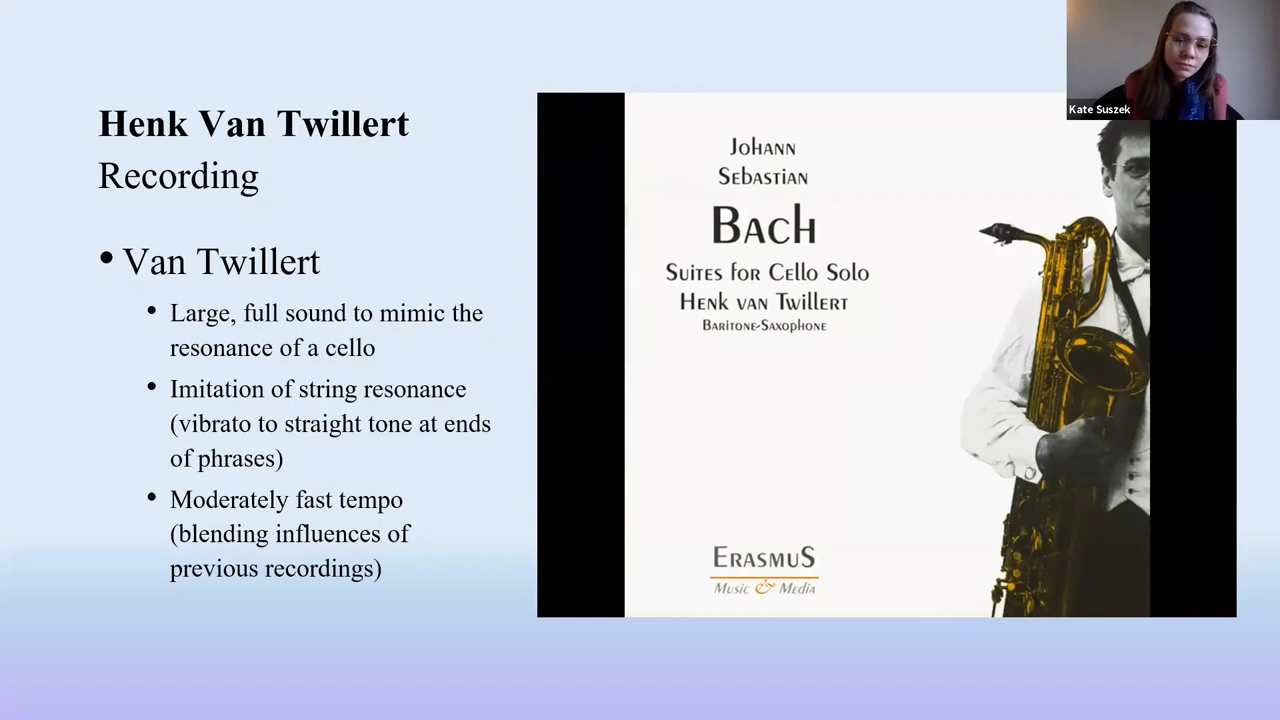 Henk Van Twillert
Recording
• Van Twillert
• Large, full sound to mimic the
resonance of a cello
• Imitation of string resonance
(vibrato to straight tone at ends
of phrases)
• Moderately fast tempo
(blending influences of
previous recordings)
Johann
Sebastian
Bach
Suites for Cello Solo
Henk van Twillert
Baritone-Saxophone
ErasmuS
Music & Media
Kate Suszek